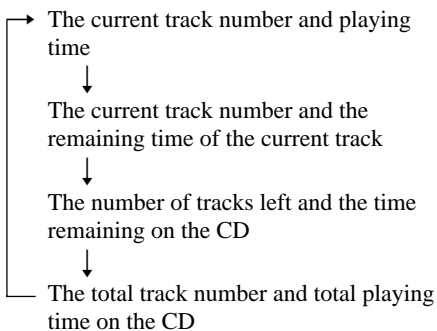 The current track number and playing
time
The current track number and the
remaining time of the current track
The number of tracks left and the time
remaining on the CD
The total track number and total playing
time on the CD